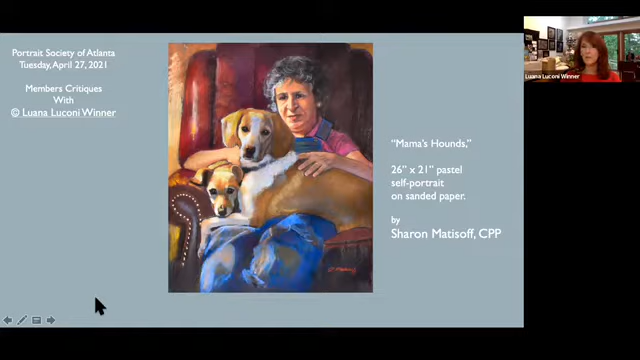 Portrait Society of Atlanta
Tuesday, April 27, 2021
Members Critiques
With
© Luana Luconi Winner
"Mama's Hounds,"
26" x 21" pastel
self-portrait
on sanded paper.
by
Sharon Matisoff, CPP
Luana Luconi Winner